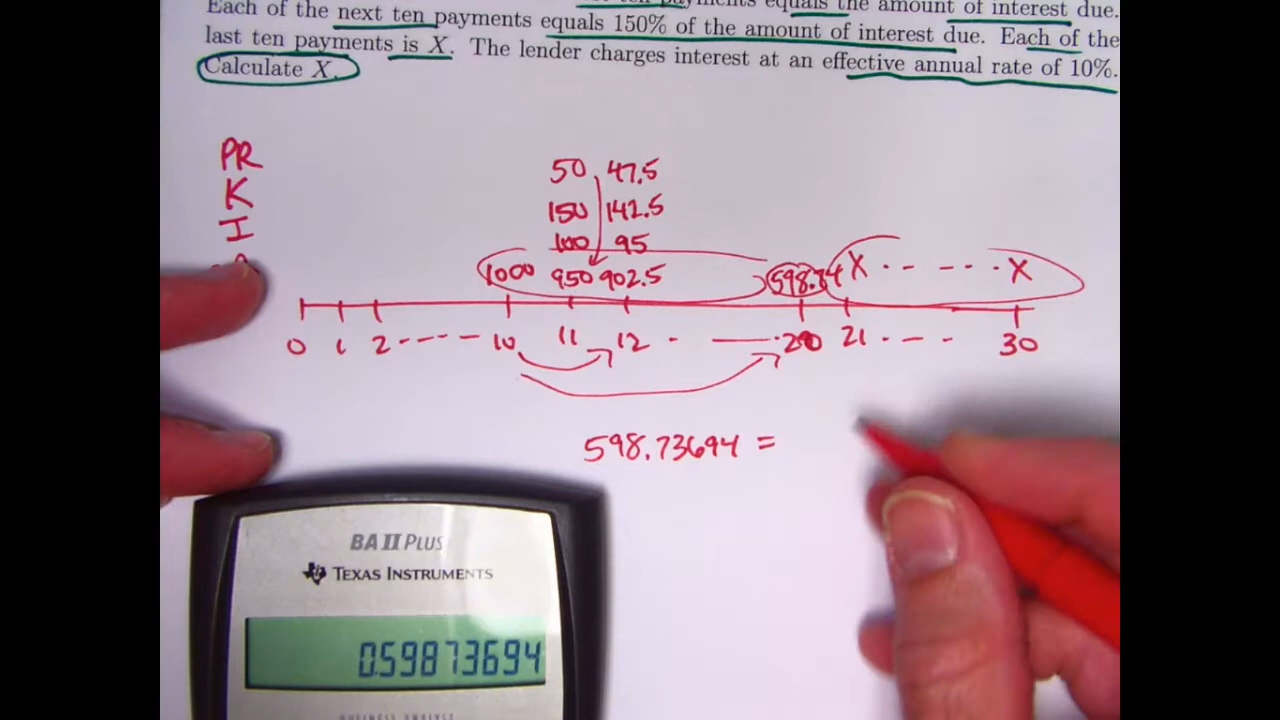 Each of the next ten payments equals 150% of the amount of interest due. Each of the
last ten payments is X. The lender charges interest at an effective annual rate of 10%.
Calculate X.
PR
K
I
50 47.5
150 142.5
100 95
1000 950 902.5 598.74 X - - - - - - X
0 1 2 - - - - - 10 11 12 - —— 20 21 - - - 30
598.73694 =
BA II PLUS
TEXAS INSTRUMENTS
0.59873694